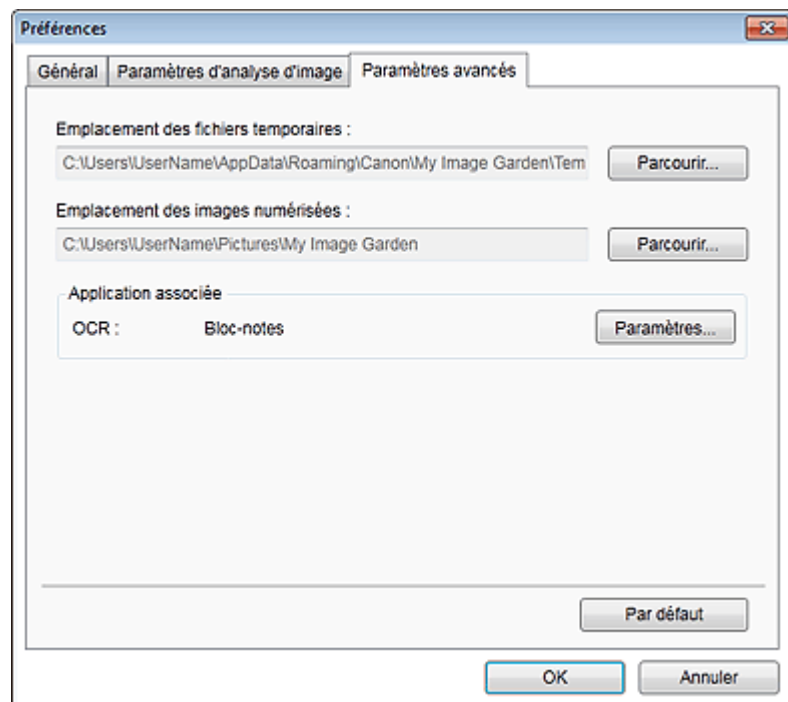 Préférences
Général Paramètres d'analyse d'image Paramètres avancés
Emplacement des fichiers temporaires :
C:\Users\UserName\AppData\Roaming\Canon\My Image Garden\Tem Parcourir...
Emplacement des images numérisées :
C:\Users\UserName\Pictures\My Image Garden Parcourir...
Application associée
OCR : Bloc-notes Paramètres...
Par défaut
OK Annuler